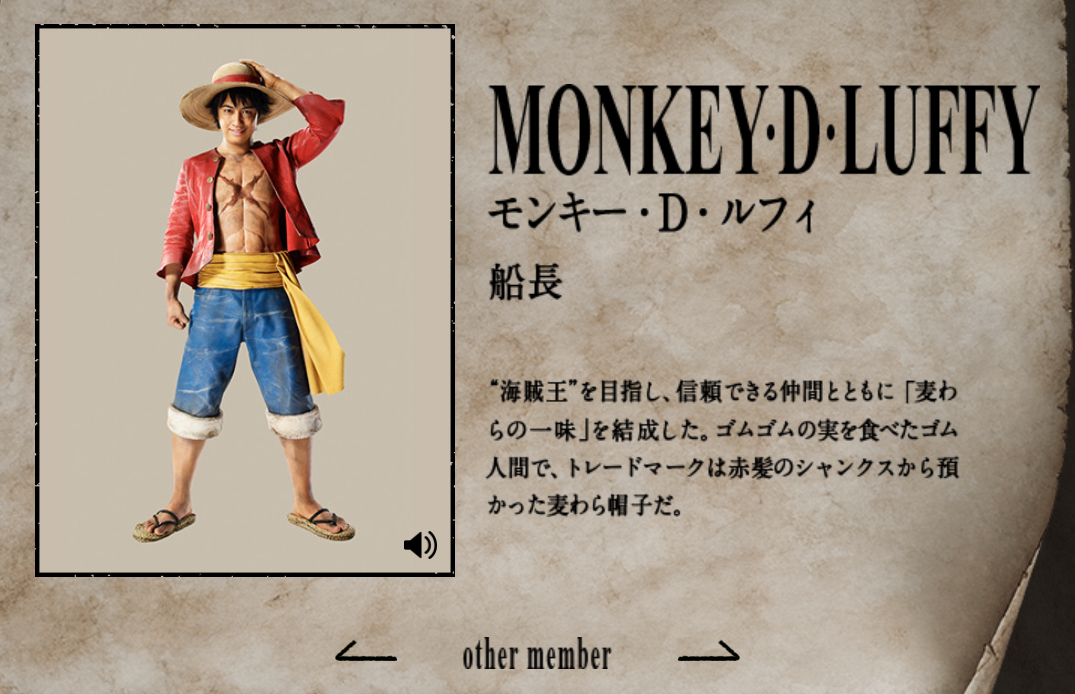 MONKEY·D·LUFFY
モンキー・D・ルフィ
船長
“海賊王”を目指し、信頼できる仲間とともに「麦わ
らの一味」を結成した。ゴムゴムの実を食べたゴム
人間で、トレードマークは赤髪のシャンクスから預
かった麦わら帽子だ。
other member